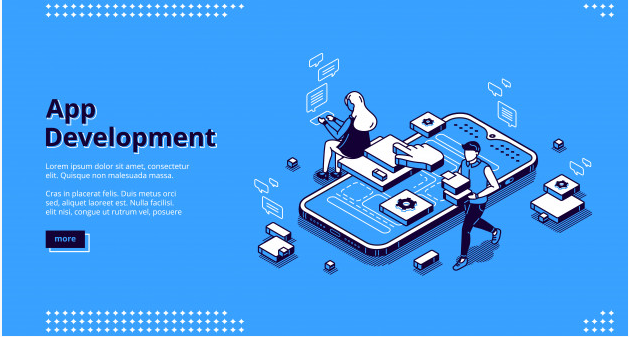 App
Development
Lorem ipsum dolor sit amet, consectetur
elit. Quisque non malesuada massa.
Cras in placerat felis. Duis metus orci
sed, aliquet laoreet est. Nulla facilisi.
elit nisi, congue ut rutrum vel, posuere
more